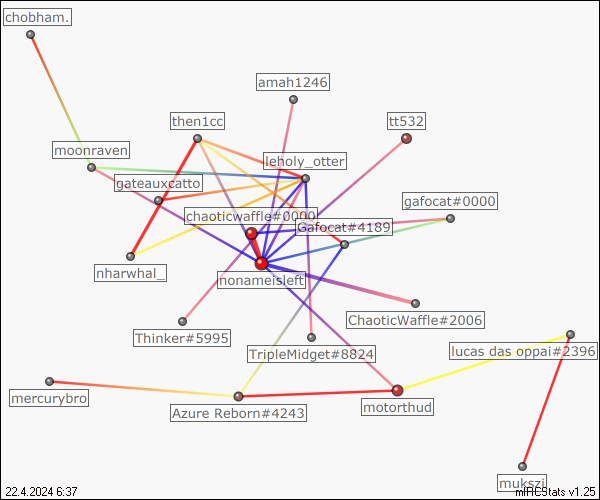 chobham.
amah1246
then1cc
tt532
moonraven
leholy_otter
gateauxcatto
gafocat#0000
chaoticwaffle#0000
Gafocat#4189
nharwhal_
nonameisleft
ChaoticWaffle#2006
Thinker#5995
TripleMidget#8824
lucas das oppai#2396
mercurybro
Azure Reborn#4243
motorthud
mukszi
22.4.2024 6:37
mIRCStats v1.25